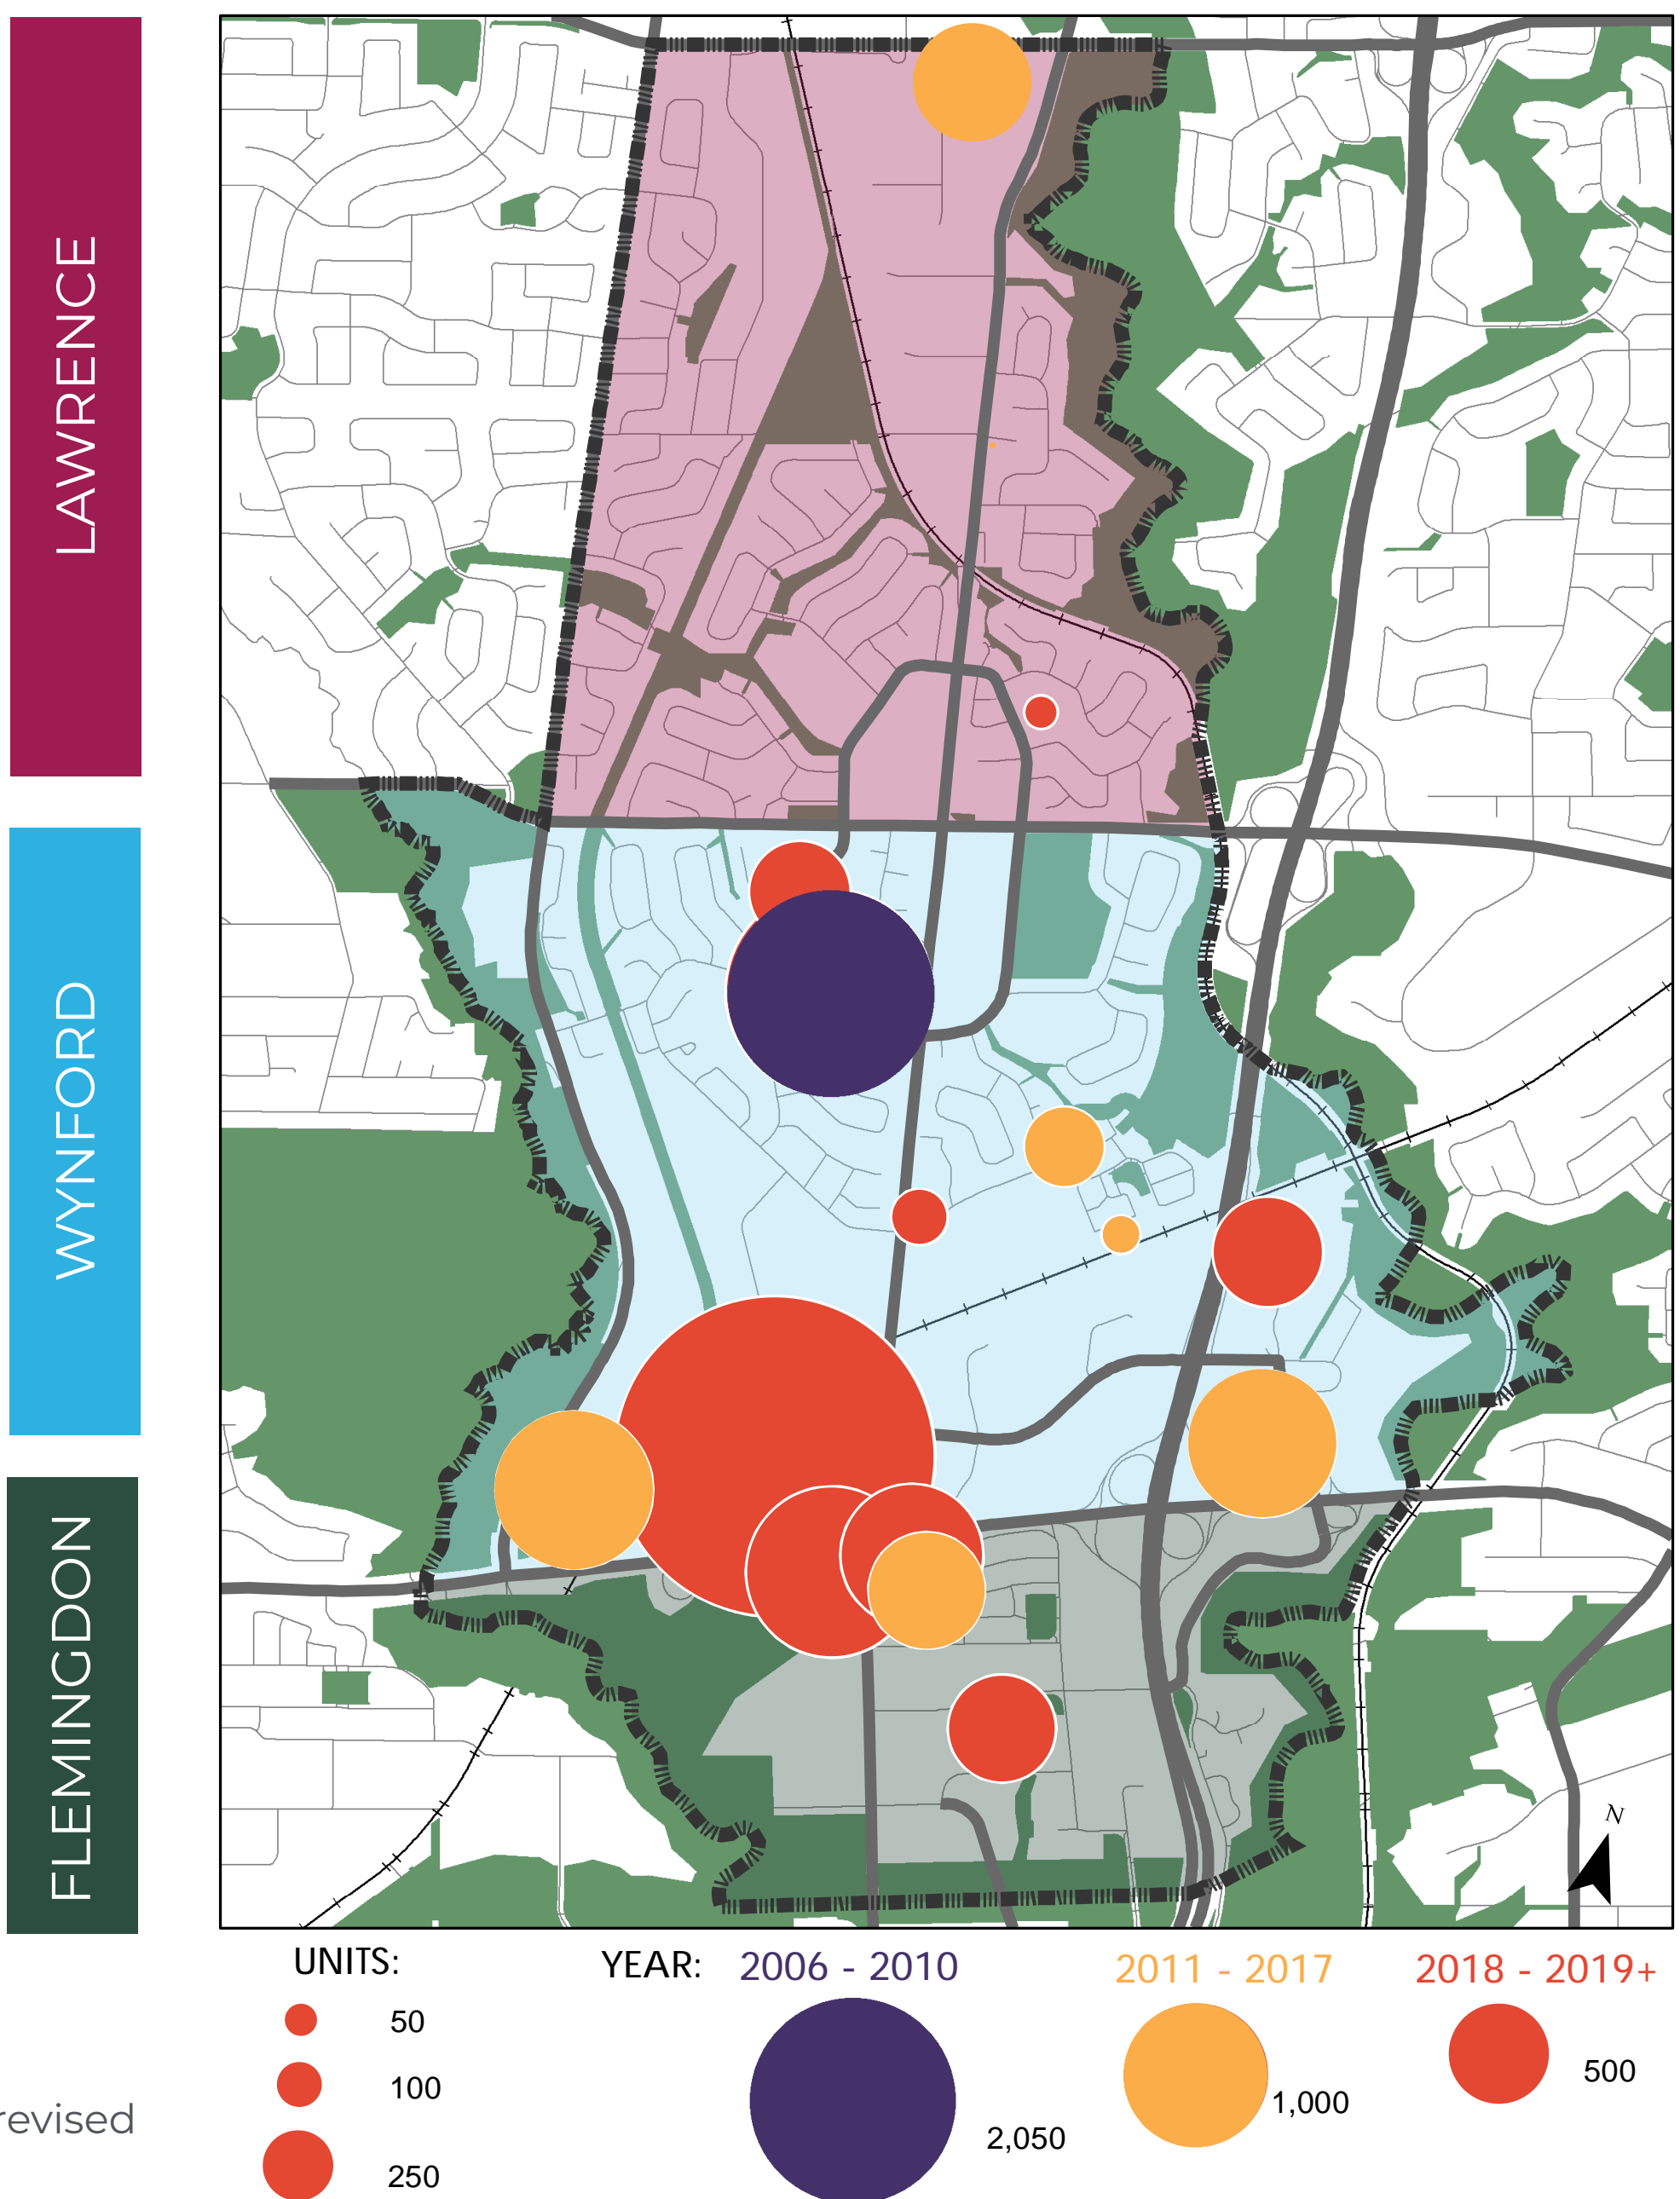 LAWRENCE
WYNFORD
FLEMINGDON
N
UNITS:
50
100
250
YEAR:
2006 - 2010
2,050
2011 - 2017
1,000
2018 - 2019+
500
revised